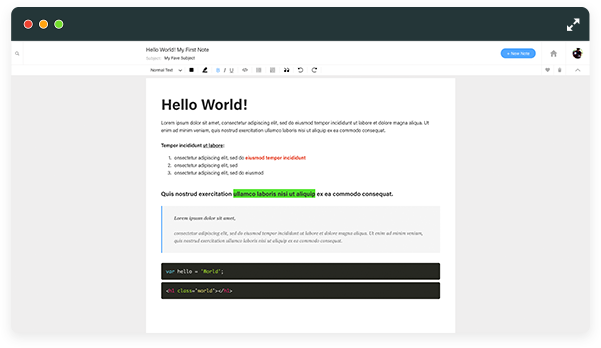 Hello World! My First Note
Subject: My Fave Subject
+ New Note
Normal Text
B I U
Hello World!
Lorem ipsum dolor sit amet, consectetur adipiscing elit, sed do eiusmod tempor incididunt ut labore et dolore magna aliqua. Ut
enim ad minim veniam, quis nostrud exercitation ullamco laboris nisi ut aliquip ex ea commodo consequat.
Temper incididunt ut labore:
1. onsectetur adipiscing elit, sed do eiusmod tempor incididunt
2. consectetur adipiscing elit, sed
3. consectetur adipiscing elit, sed do eiusmod
Quis nostrud exercitation ullamco laboris nisi ut aliquip ex ea commodo consequat.
Lorem ipsum dolor sit amet,
consectetur adipiscing elit, sed do eiusmod tempor incididunt ut labore et dolore magna aliqua. Ut enim ad minim veniam,
quis nostrud exercitation ullamco laboris nisi ut aliquip ex ea commodo consequat.
var hello = 'World';
<h1 class="world"></h1>